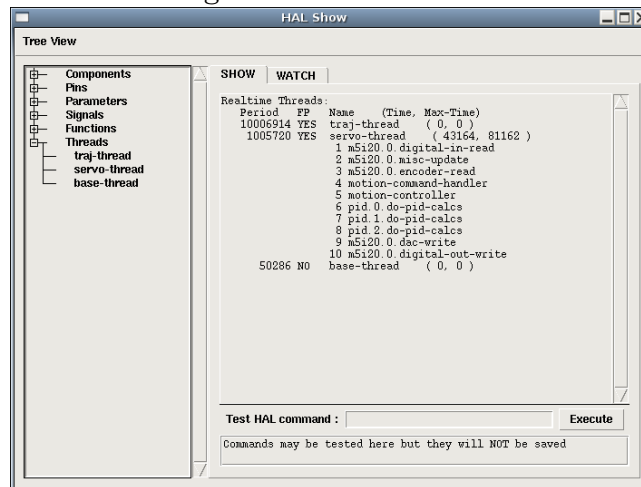 HAL Show
Tree View
Components
Pins
Parameters
Signals
Functions
Threads
traj-thread
servo-thread
base-thread
SHOW WATCH
Realtime Threads:
Period FP Name (Time, Max-Time)
10006914 YES traj-thread ( 0, 0 )
1005720 YES servo-thread ( 43164, 81162 )
1 m5i20.0.digital-in-read
2 m5i20.0.misc-update
3 m5i20.0.encoder-read
4 motion-command-handler
5 motion-controller
6 pid.0.do-pid-calcs
7 pid.1.do-pid-calcs
8 pid.2.do-pid-calcs
9 m5i20.0.dac-write
10 m5i20.0.digital-out-write
50286 NO base-thread ( 0, 0 )
Test HAL command : Execute
Commands may be tested here but they will NOT be saved